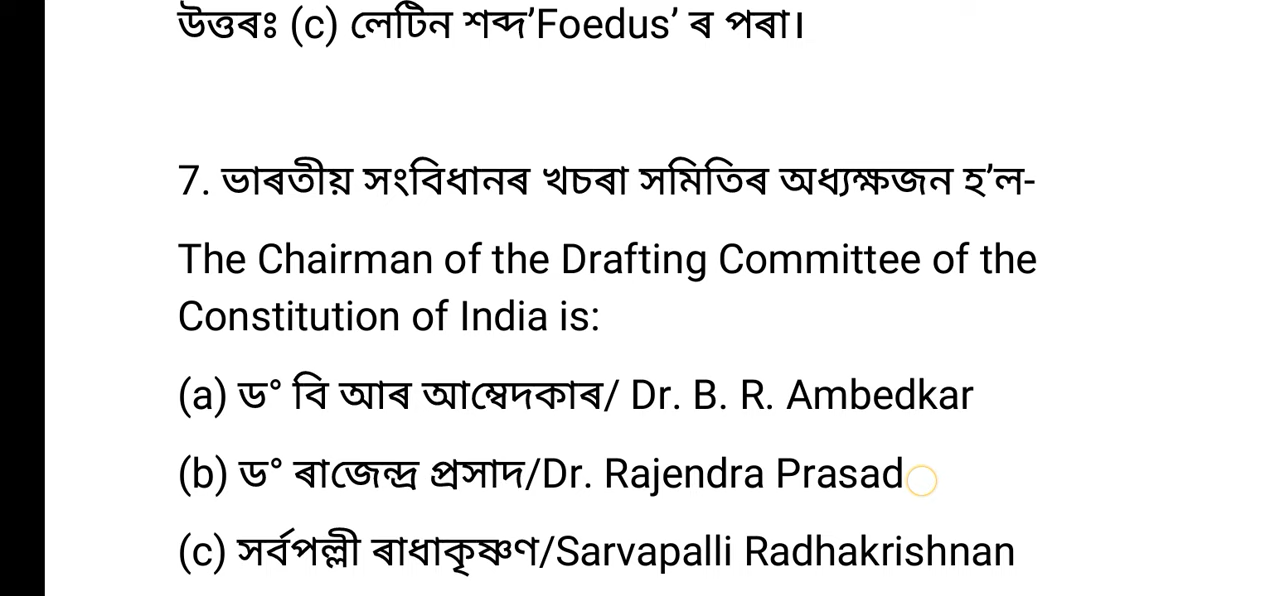 উত্তৰঃ (c) লেটিন শব্দ’Foedus’ ৰ পৰা।
7. ভাৰতীয় সংবিধানৰ খচৰা সমিতিৰ অধ্যক্ষজন হ’ল-
The Chairman of the Drafting Committee of the
Constitution of India is:
(a) ড° বি আৰ আম্বেদকাৰ/ Dr. B. R. Ambedkar
(b) ড° ৰাজেন্দ্ৰ প্ৰসাদ/Dr. Rajendra Prasad
(c) সৰ্বপল্লী ৰাধাকৃষ্ণণ/Sarvapalli Radhakrishnan